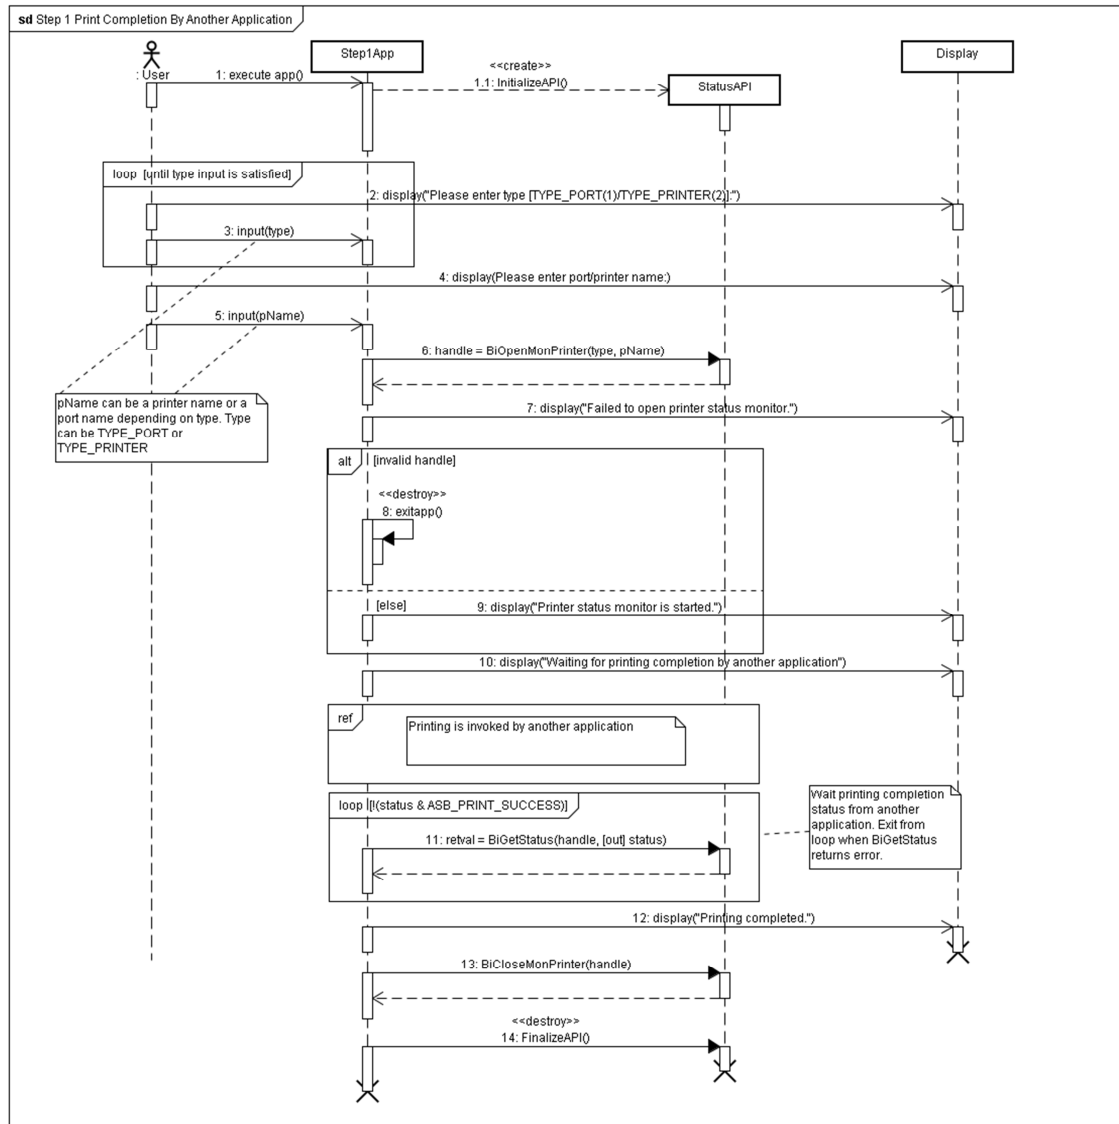 sd Step 1 Print Completion By Another Application
Step1App
Display
: User
1: execute app()
<<create>>
1.1: InitializeAPI()
StatusAPI
loop [until type input is satisfied]
2: display("Please enter type [TYPE_PORT(1)/TYPE_PRINTER(2)]:")
3: input(type)
4: display(Please enter port/printer name:)
5: input(pName)
6: handle = BiOpenMonPrinter(type, pName)
pName can be a printer name or a
port name depending on type. Type
can be TYPE_PORT or
TYPE_PRINTER
7: display("Failed to open printer status monitor.")
alt [invalid handle]
<<destroy>>
8: exitapp()
[else]
9: display("Printer status monitor is started.")
10: display("Waiting for printing completion by another application")
ref
Printing is invoked by another application
loop [!(status & ASB_PRINT_SUCCESS)]
11: retval = BiGetStatus(handle, [out] status)
Wait printing completion
status from another
application. Exit from
loop when BiGetStatus
returns error.
12: display("Printing completed.")
13: BiCloseMonPrinter(handle)
<<destroy>>
14: FinalizeAPI()